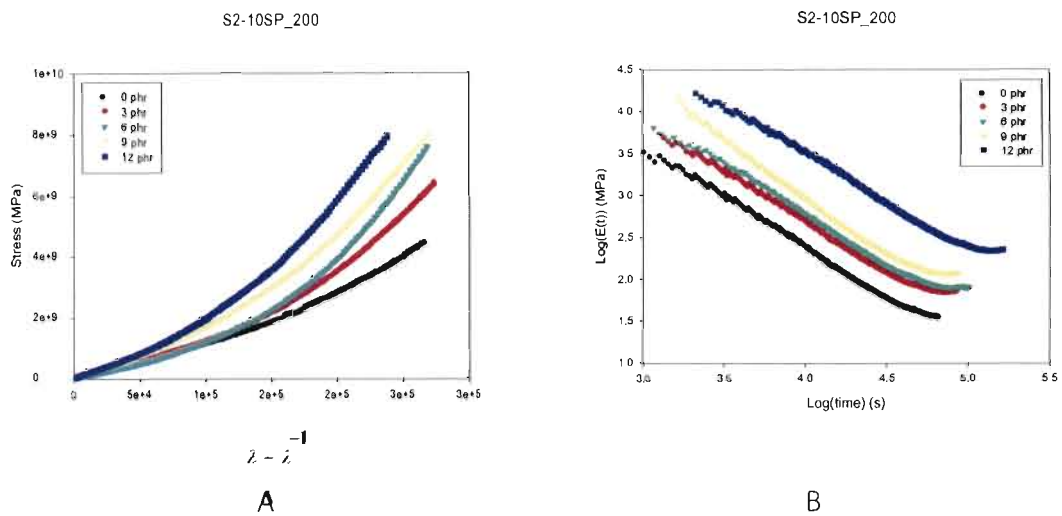 S2-10SP_200
1e+10
8e+9
6e+9
4e+9
2e+9
0
Stress (MPa)
0 phr
3 phr
6 phr
9 phr
12 phr
0
5e+4
1e+5
2e+5
2e+5
3e+5
3e+5
λ - λ⁻¹
A
S2-10SP_200
4.5
4.0
3.5
3.0
2.5
2.0
1.5
1.0
Log(E(t)) (MPa)
0 phr
3 phr
6 phr
9 phr
12 phr
3.5
4.0
4.5
5.0
5.5
Log(time) (s)
B